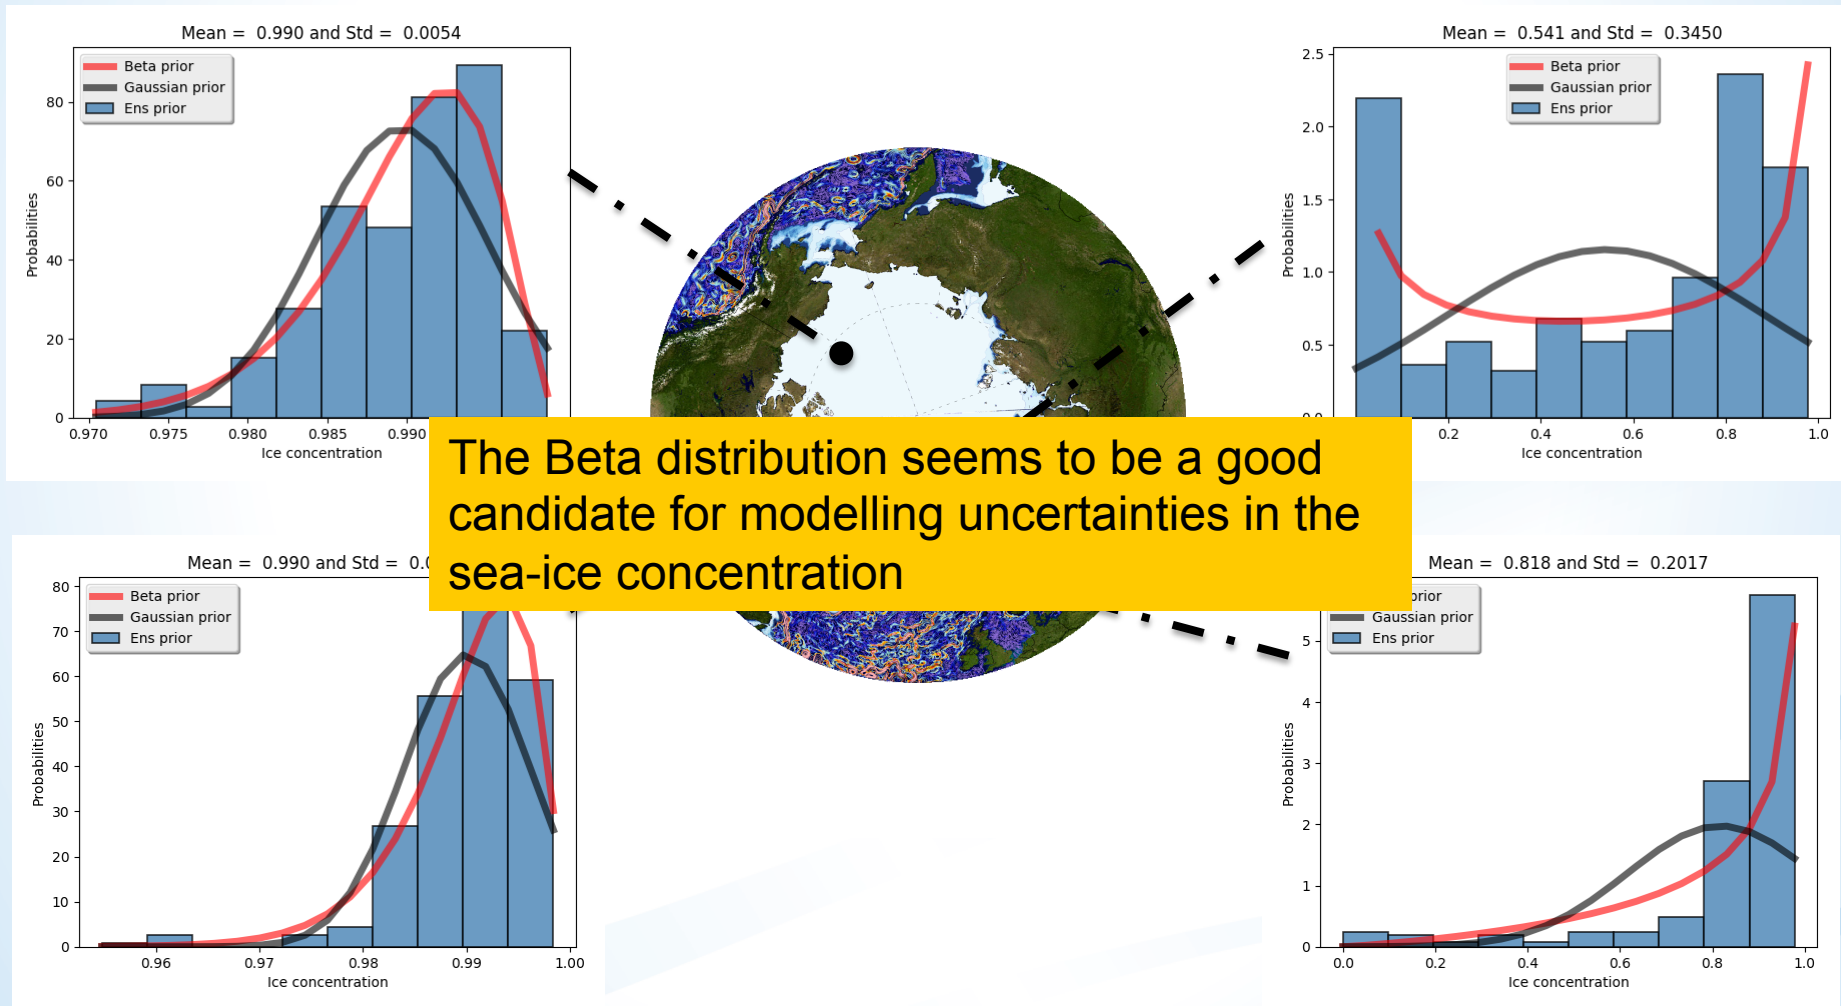 Mean = 0.990 and Std = 0.0054
Beta prior
Gaussian prior
Ens prior
Probabilities
80
60
40
20
0
0.970
0.975
0.980
0.985
0.990
Ice concentration
Mean = 0.541 and Std = 0.3450
Beta prior
Gaussian prior
Ens prior
Probabilities
2.5
2.0
1.5
1.0
0.5
0.2
0.4
0.6
0.8
1.0
Ice concentration
The Beta distribution seems to be a good
candidate for modelling uncertainties in the
sea-ice concentration
Mean = 0.990 and Std =
Beta prior
Gaussian prior
Ens prior
Probabilities
80
70
60
50
40
30
20
10
0
0.96
0.97
0.98
0.99
1.00
Ice concentration
Mean = 0.818 and Std = 0.2017
prior
Gaussian prior
Ens prior
Probabilities
5
4
3
2
1
0
0.0
0.2
0.4
0.6
0.8
1.0
Ice concentration